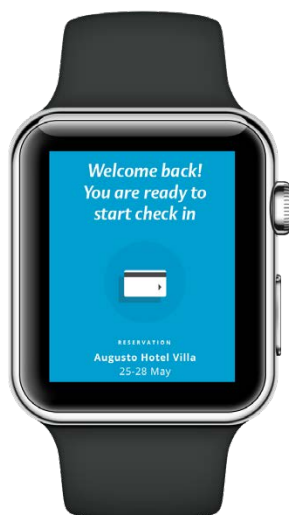 Welcome back!
You are ready to
start check in
RESERVATION
Augusto Hotel Villa
25-28 May